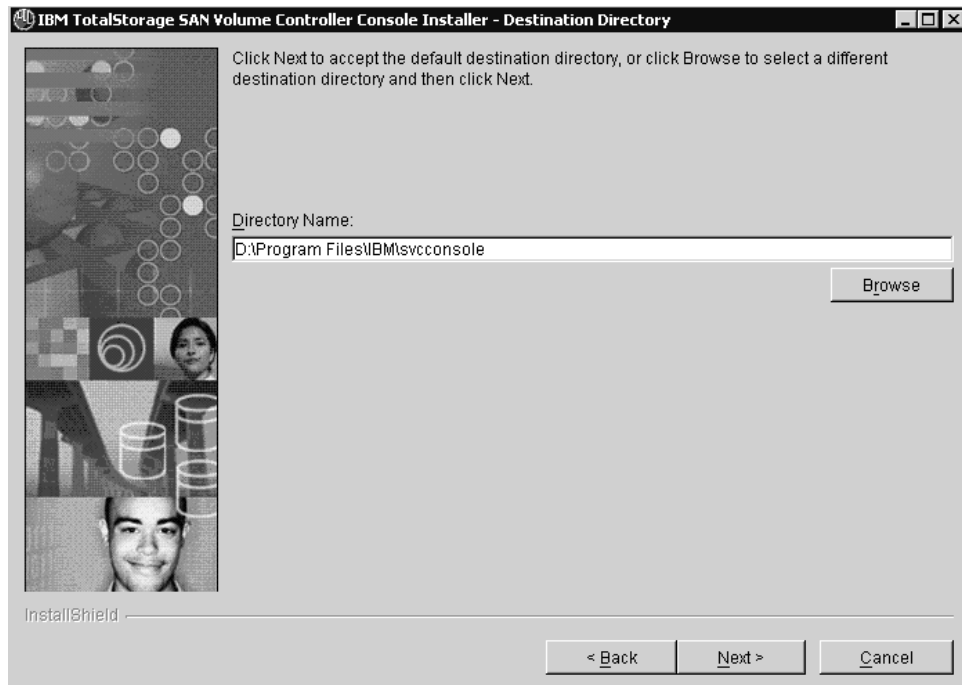 IBM TotalStorage SAN Volume Controller Console Installer - Destination Directory
Click Next to accept the default destination directory, or click Browse to select a different
destination directory and then click Next.
Directory Name:
D:\Program Files\IBM\svcconsole
Browse
InstallShield
< Back
Next >
Cancel